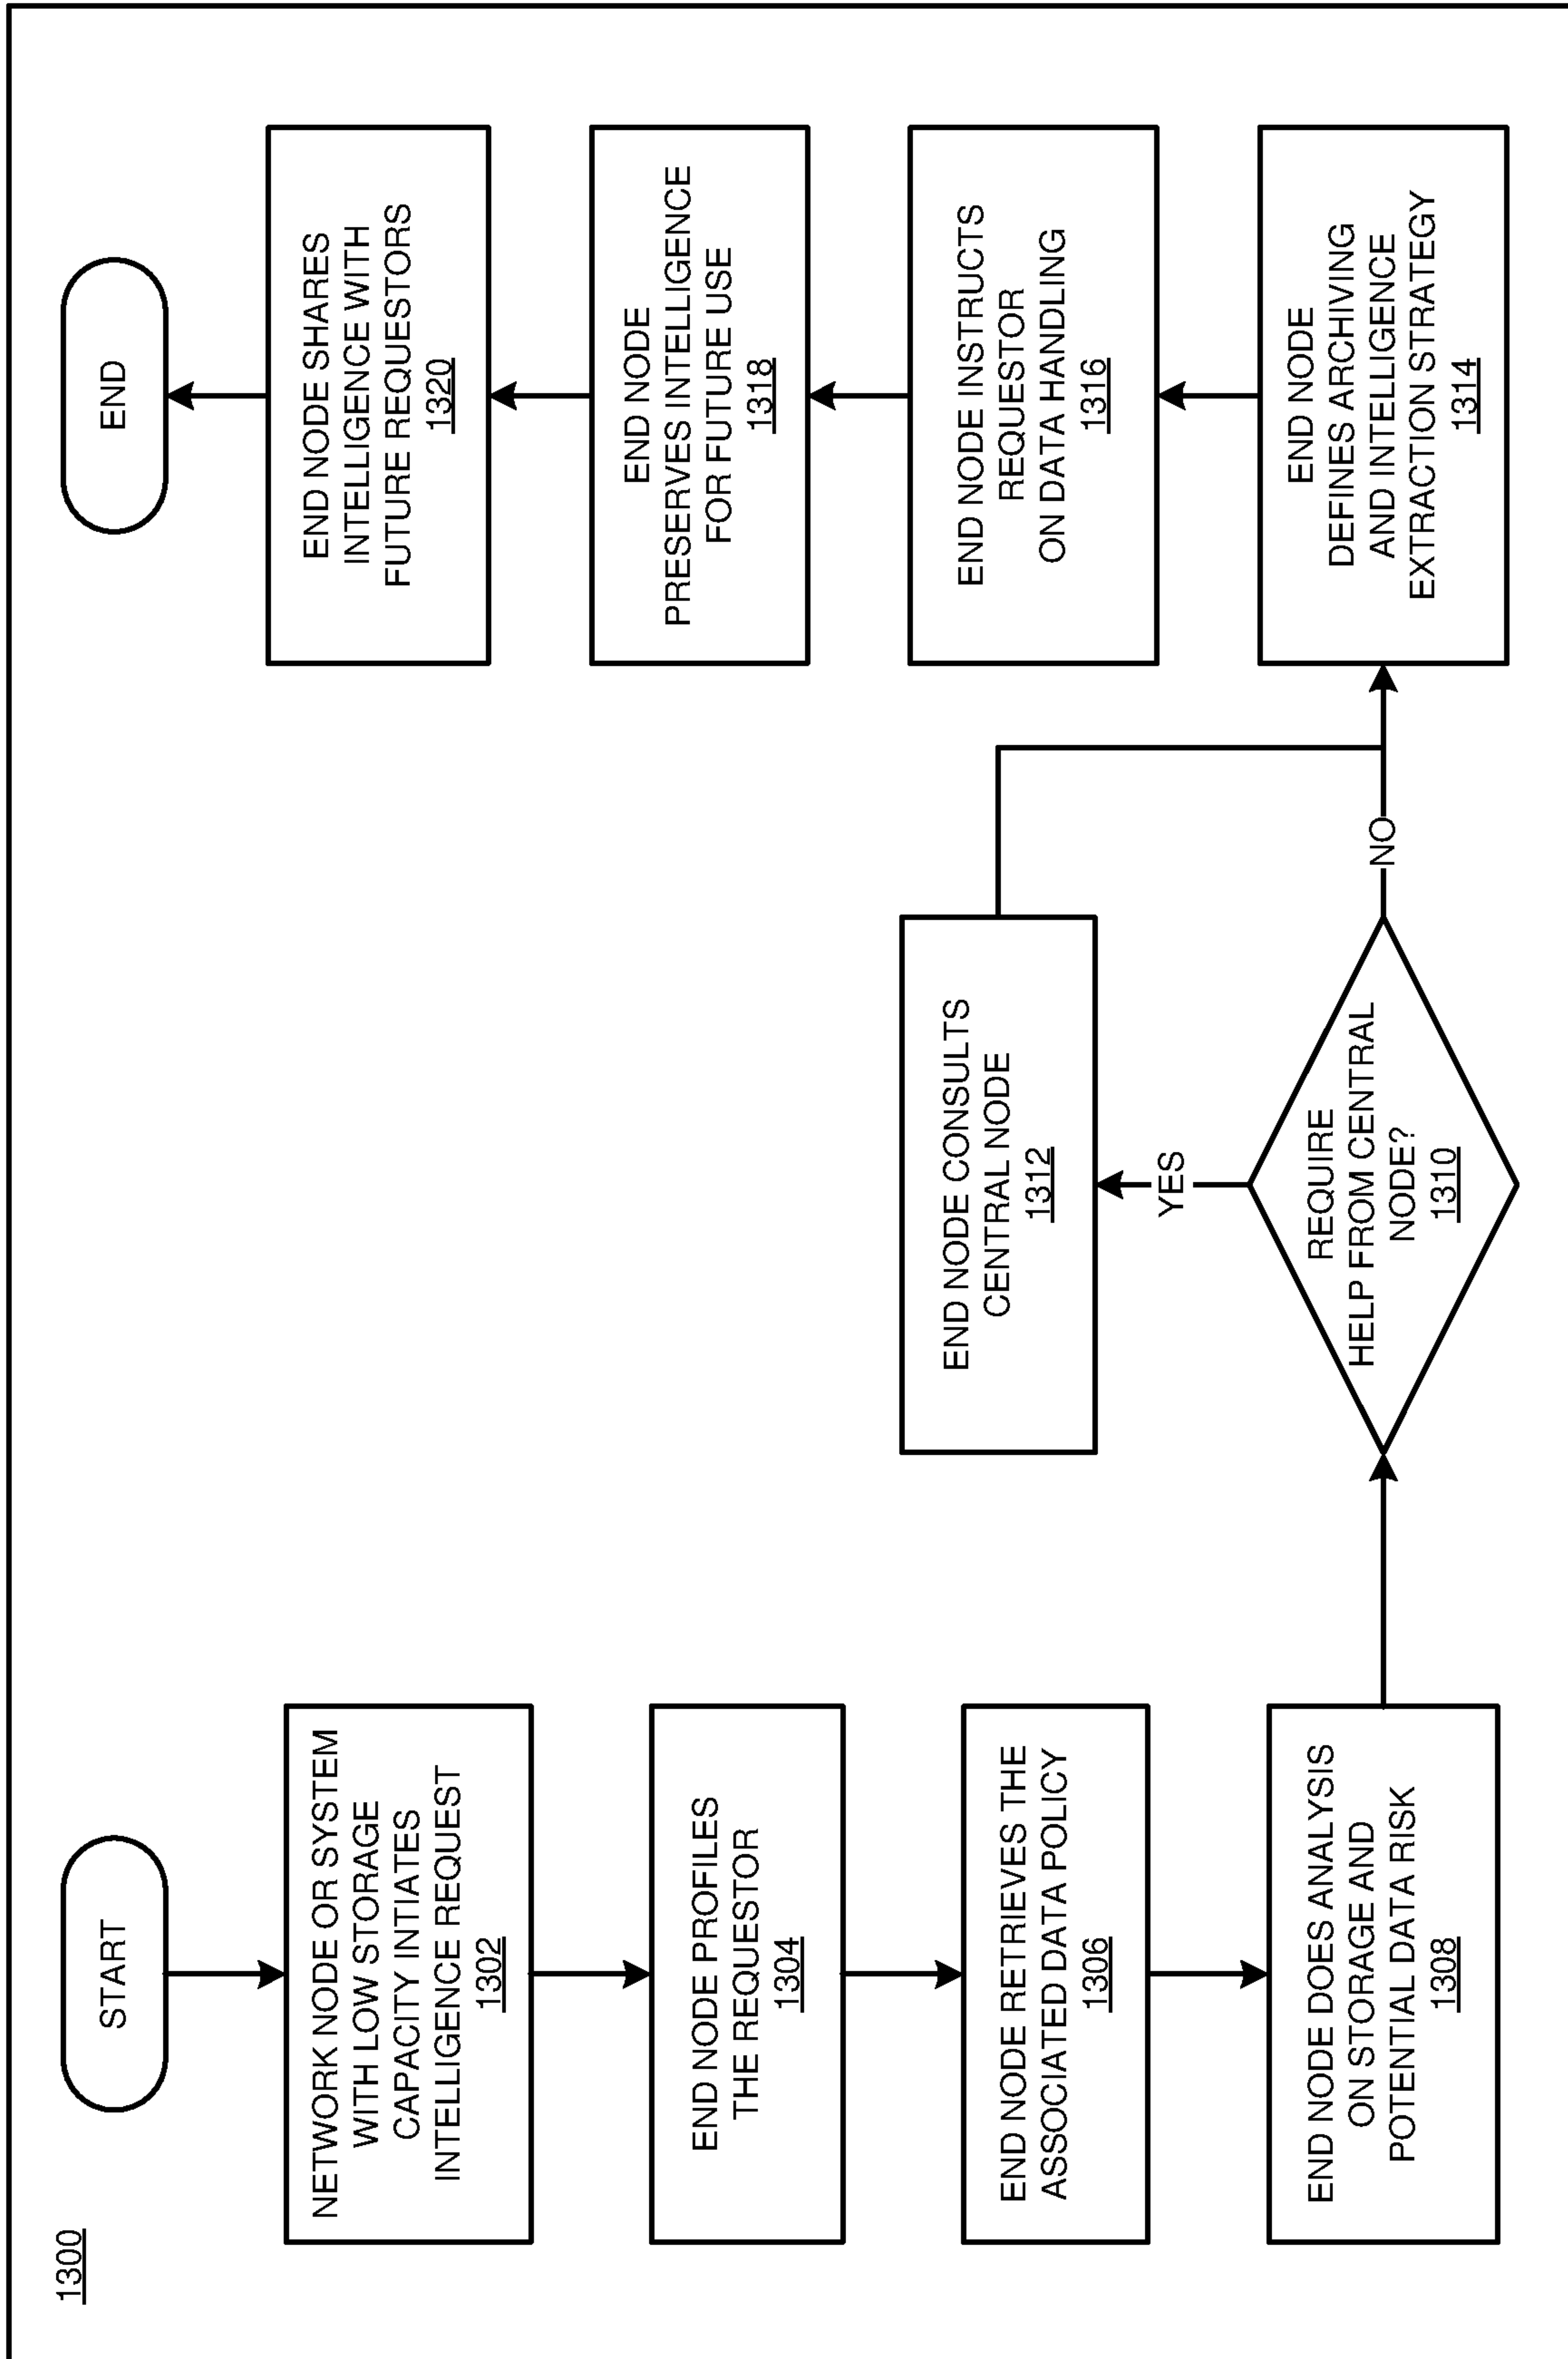 1300
START
NETWORK NODE OR SYSTEM
WITH LOW STORAGE
CAPACITY INTIATES
INTELLIGENCE REQUEST
1302
END NODE PROFILES
THE REQUESTOR
1304
END NODE RETRIEVES THE
ASSOCIATED DATA POLICY
1306
END NODE DOES ANALYSIS
ON STORAGE AND
POTENTIAL DATA RISK
1308
REQUIRE
HELP FROM CENTRAL
NODE?
1310
YES
END NODE CONSULTS
CENTRAL NODE
1312
NO
END NODE
DEFINES ARCHIVING
AND INTELLIGENCE
EXTRACTION STRATEGY
1314
END NODE INSTRUCTS
REQUESTOR
ON DATA HANDLING
1316
END NODE
PRESERVES INTELLIGENCE
FOR FUTURE USE
1318
END NODE SHARES
INTELLIGENCE WITH
FUTURE REQUESTORS
1320
END